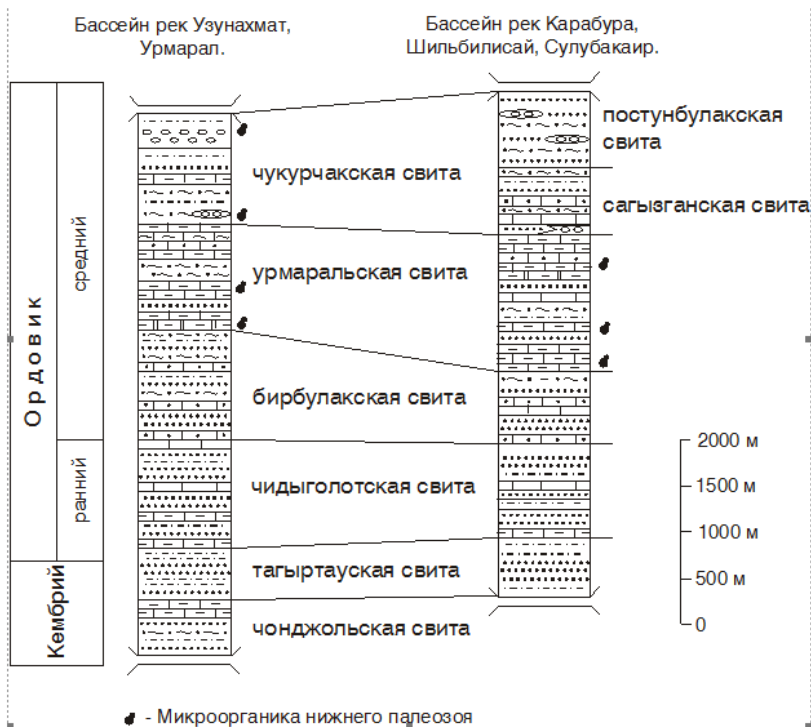 Бассейн рек Узунахмат,
Урмарал.
Бассейн рек Карабура,
Шильбилисай, Сулубакаир.
Ордовик
средний
ранний
Кембрий
чукурчакская свита
урмаральская свита
бирбулакская свита
чидыголотская свита
тагыртауская свита
чонджольская свита
постунбулакская
свита
сагызганская свита
2000 м
1500 м
1000 м
500 м
0
- Микроорганика нижнего палеозоя